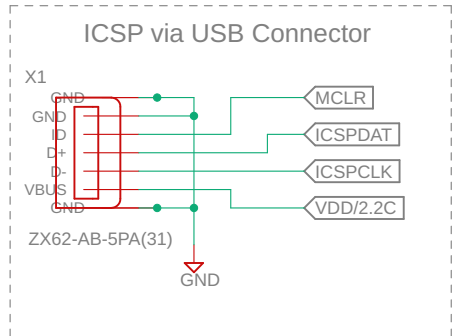 ICSP via USB Connector
X1
GND
GND
ID
D+
D-
VBUS
GND
MCLR
ICSPDAT
ICSPCLK
VDD/2.2C
ZX62-AB-5PA(31)
GND